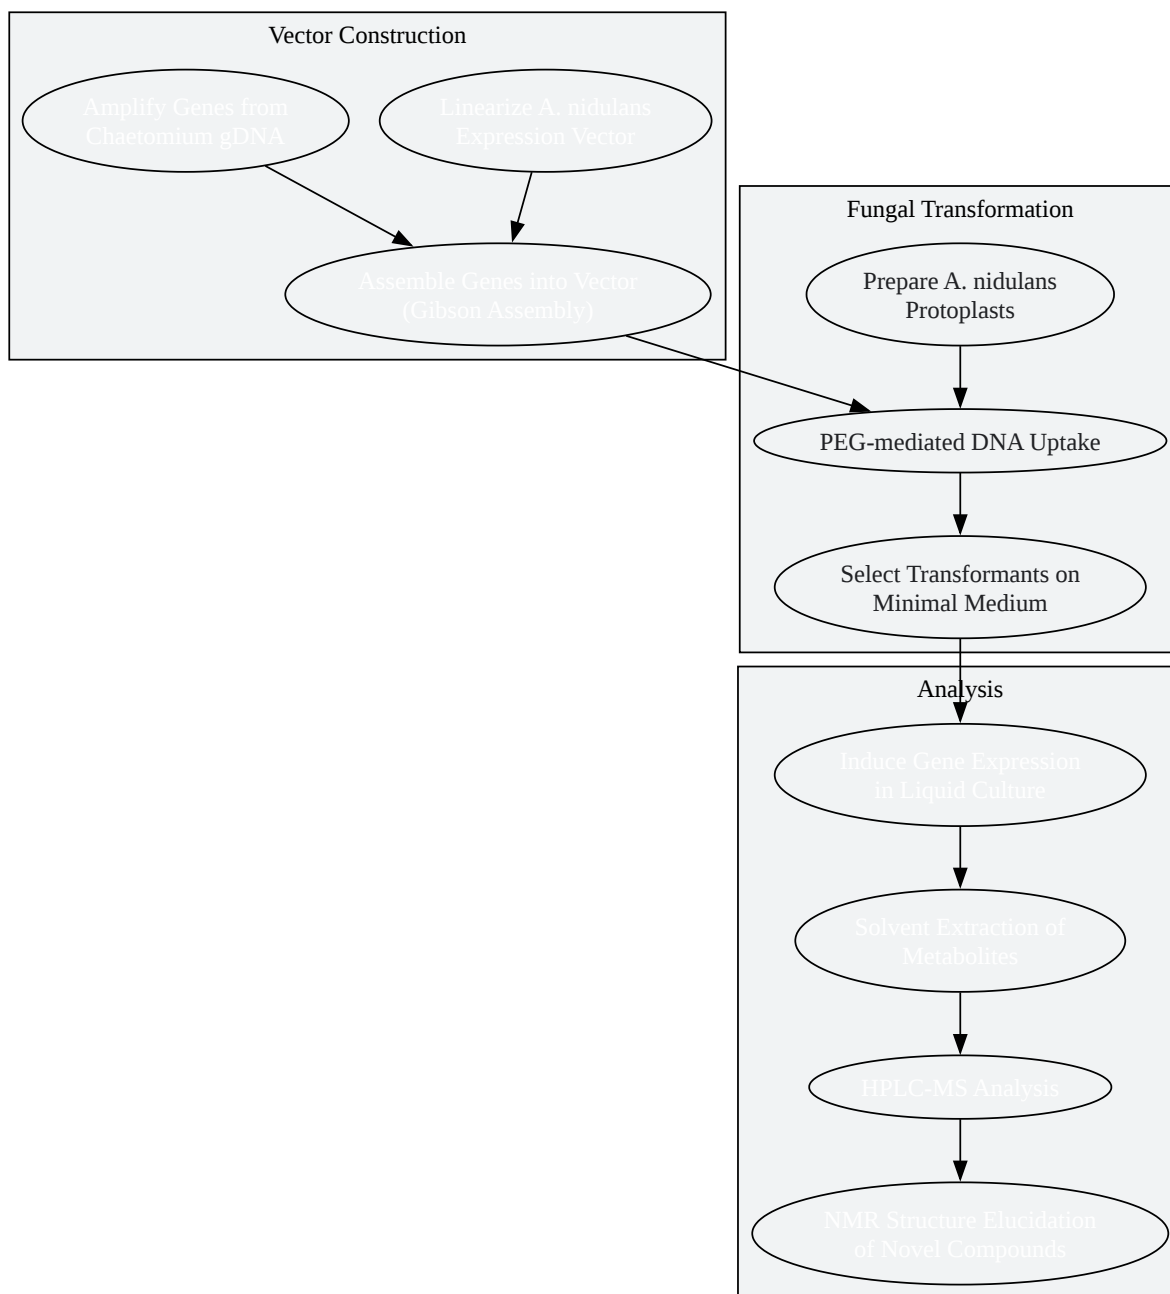 Vector Construction
Amplify Genes from
Chaetomium gDNA
Linearize A. nidulans
Expression Vector
Assemble Genes into Vector
(Gibson Assembly)
Fungal Transformation
Prepare A. nidulans
Protoplasts
PEG-mediated DNA Uptake
Select Transformants on
Minimal Medium
Analysis
Induce Gene Expression
in Liquid Culture
Solvent Extraction of
Metabolites
HPLC-MS Analysis
NMR Structure Elucidation
of Novel Compounds